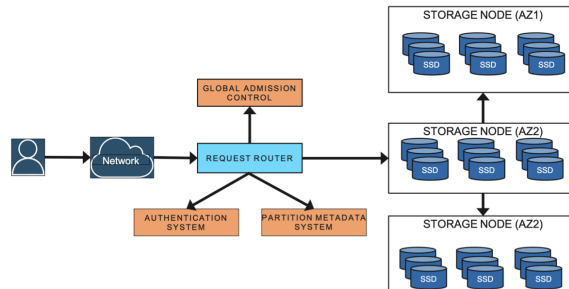 STORAGE NODE (AZ1)
SSD SSD SSD
GLOBAL ADMISSION
CONTROL
STORAGE NODE (AZ2)
Network
REQUEST ROUTER
SSD SSD SSD
AUTHENTICATION
SYSTEM
PARTITION METADATA
SYSTEM
STORAGE NODE (AZ2)
SSD SSD SSD